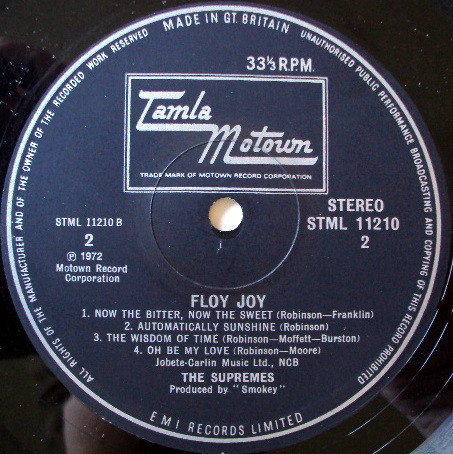 MADE IN GT. BRITAIN
UNAUTHORISED PUBLIC PERFORMANCE BROADCASTING AND COPYING OF THIS RECORD PROHIBITED
ALL RIGHTS OF THE MANUFACTURER AND OF THE OWNER OF THE RECORDED WORK RESERVED
33⅓ R.P.M.
Tamla
Motown
TRADE MARK OF MOTOWN RECORD CORPORATION
STML 11210 B
2
℗ 1972
Motown Record
Corporation
STEREO
STML 11210
2
FLOY JOY
1. NOW THE BITTER, NOW THE SWEET (Robinson—Franklin)
2. AUTOMATICALLY SUNSHINE (Robinson)
3. THE WISDOM OF TIME (Robinson—Moffett—Burston)
4. OH BE MY LOVE (Robinson—Moore)
Jobete-Carlin Music Ltd., NCB
THE SUPREMES
Produced by "Smokey"
E M I RECORDS LIMITED